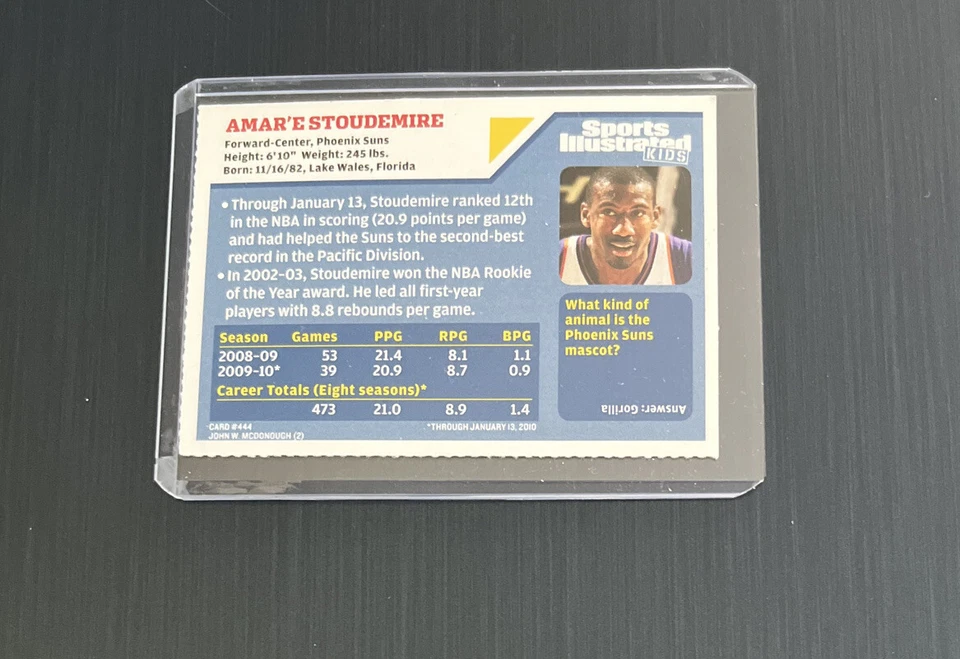 AMAR'E STOUDEMIRE
Forward-Center, Phoenix Suns
Height: 6'10" Weight: 245 lbs.
Born: 11/16/82, Lake Wales, Florida
• Through January 13, Stoudemire ranked 12th
in the NBA in scoring (20.9 points per game)
and had helped the Suns to the second-best
record in the Pacific Division.
• In 2002-03, Stoudemire won the NBA Rookie
of the Year award. He led all first-year
players with 8.8 rebounds per game.
Season Games PPG RPG BPG
2008-09 53 21.4 8.1 1.1
2009-10* 39 20.9 8.7 0.9
Career Totals (Eight seasons)*
473 21.0 8.9 1.4
CARD #444
JOHN W. MCDONOUGH (2)
*THROUGH JANUARY 13, 2010
Sports
Illustrated
KIDS
What kind of
animal is the
Phoenix Suns
mascot?
Answer: Gorilla